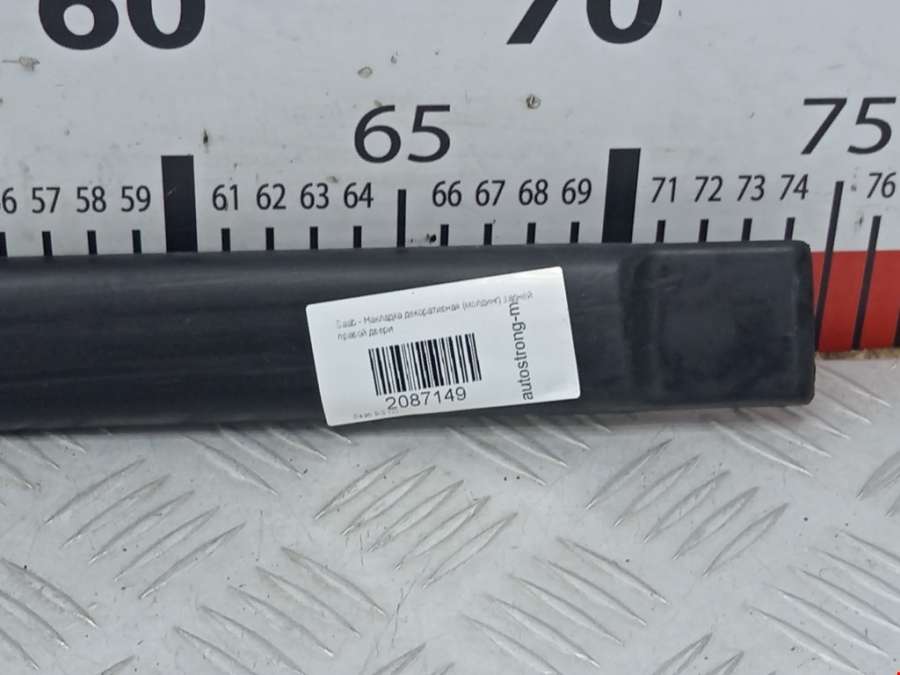 60 70
65 75
56 57 58 59 61 62 63 64 66 67 68 69 71 72 73 74 76
Saab - Накладка декоративная (молдинг) задней
правой двери
autostrong-m
2087149